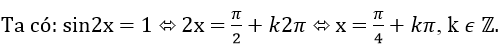 Ta có: sin2x = 1 ⇔ 2x = π/2 + k2π ⇔ x = π/4 + kπ, k ϵ ℤ.